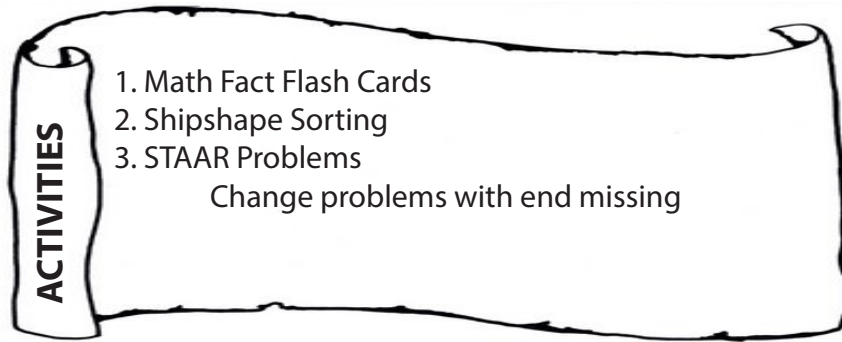 ACTIVITIES
1. Math Fact Flash Cards
2. Shipshape Sorting
3. STAAR Problems
Change problems with end missing